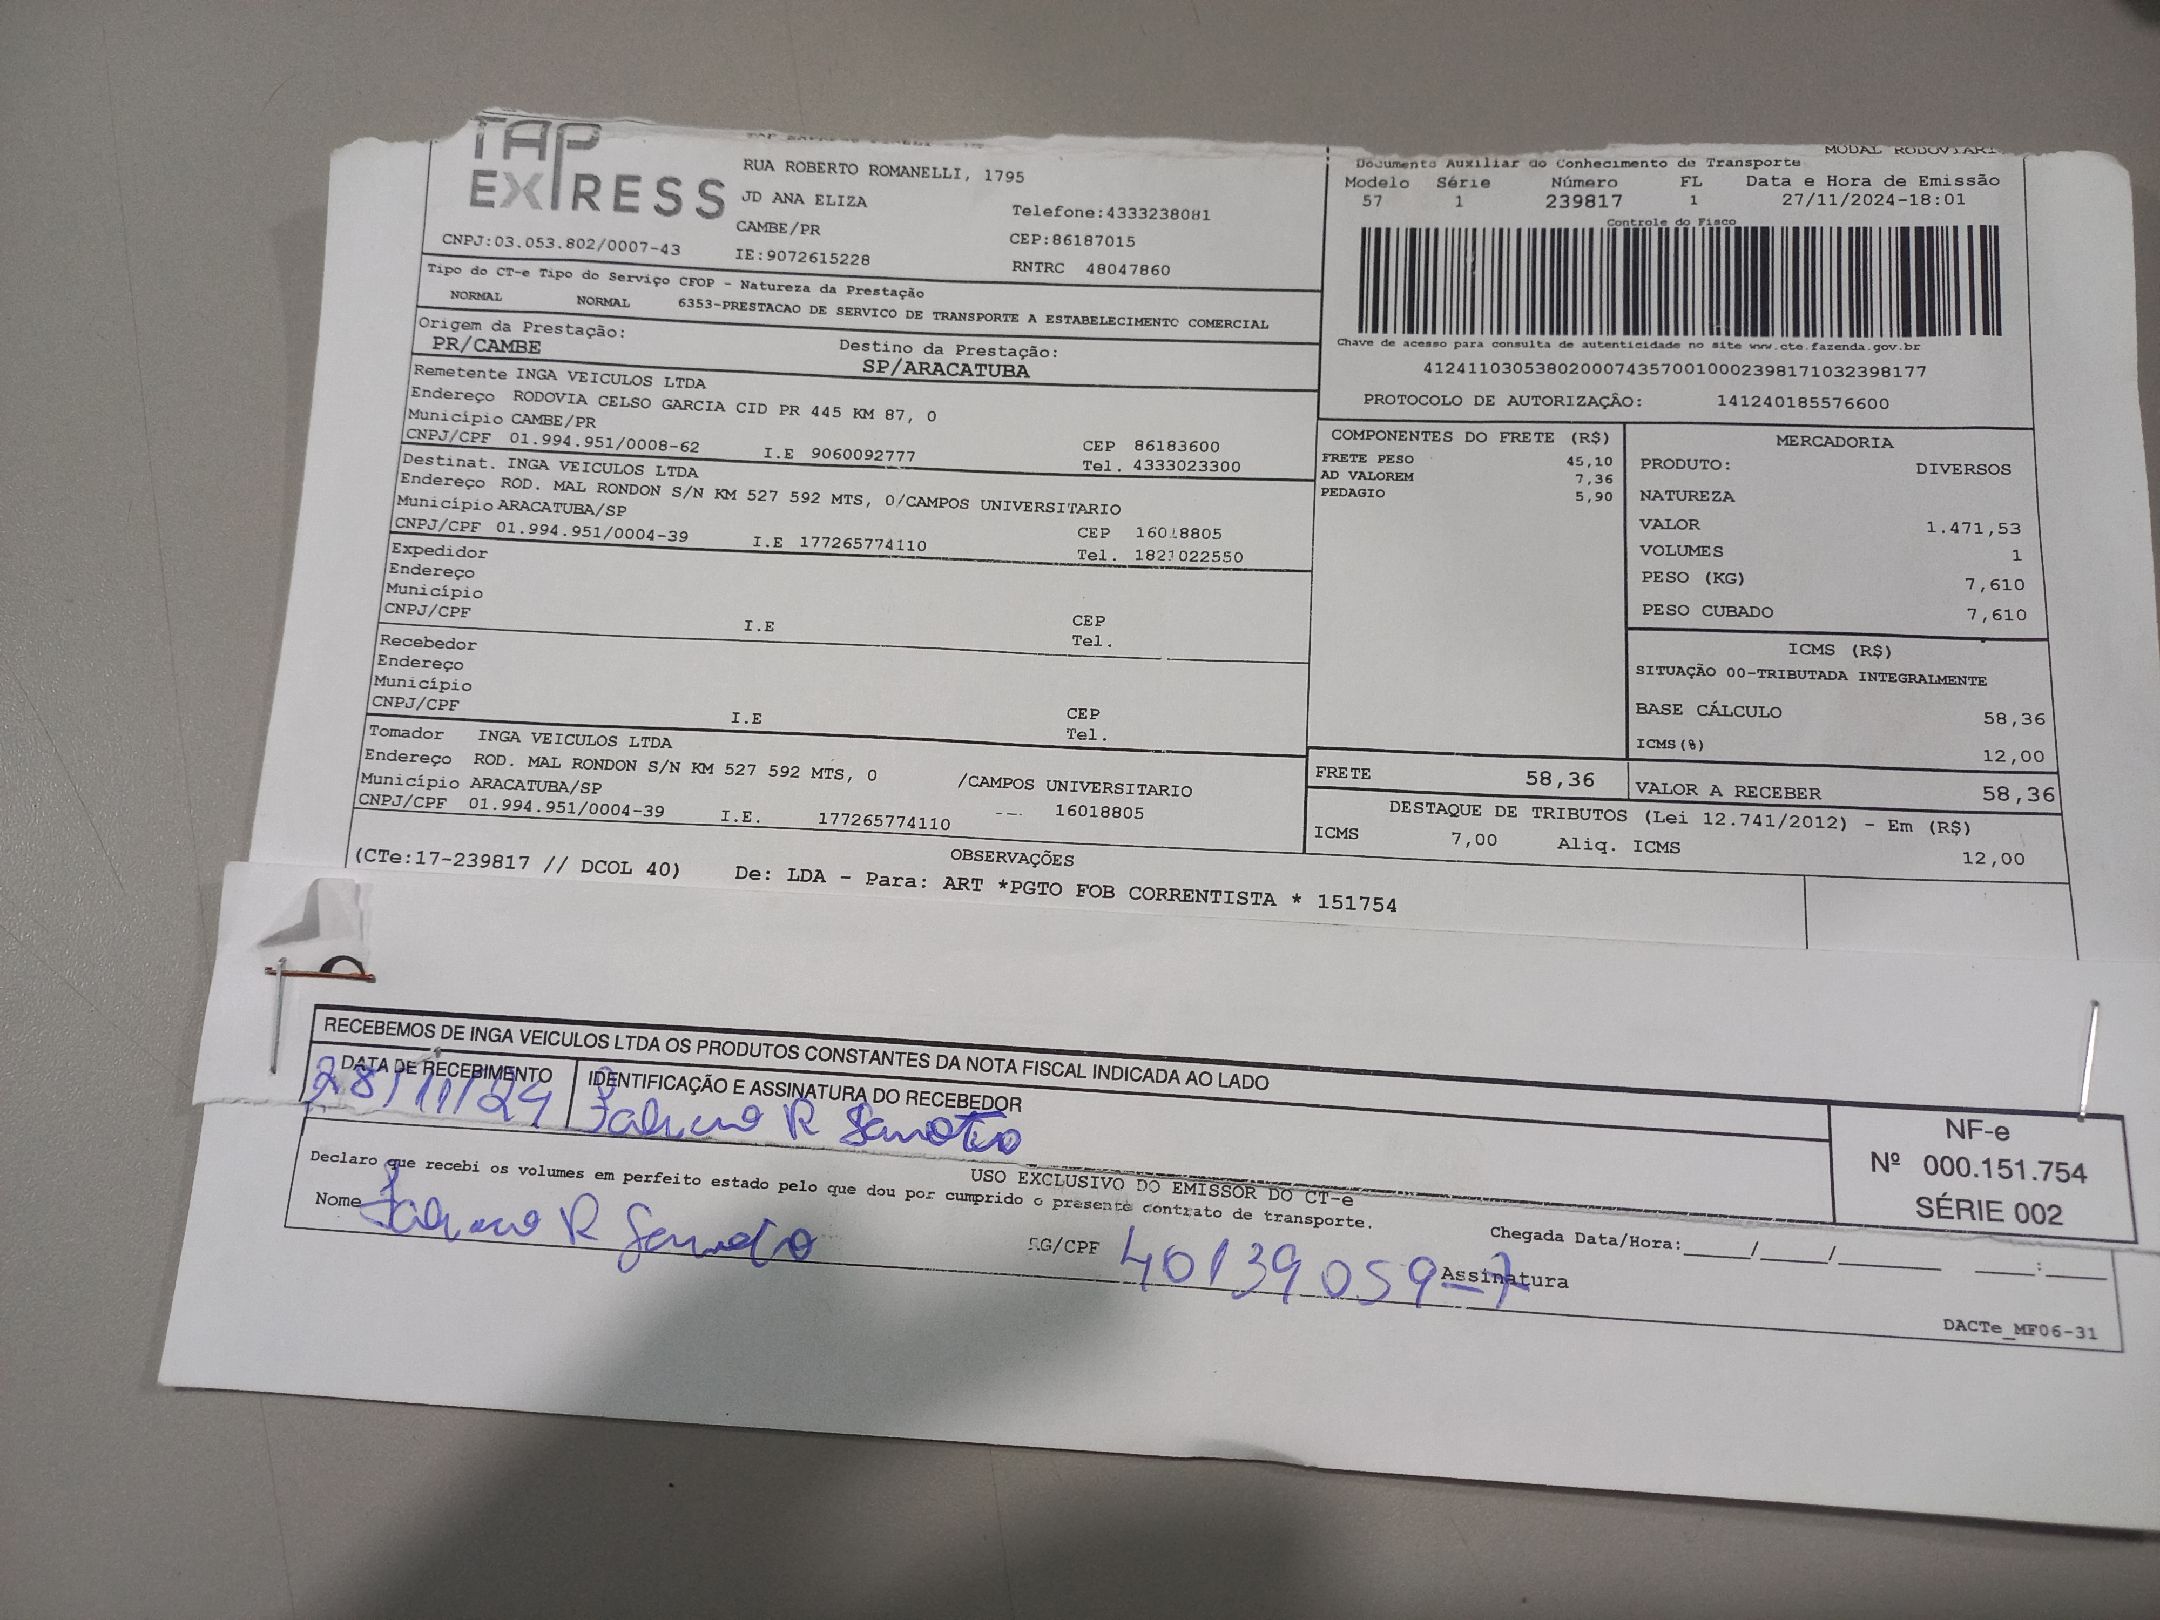 TAP EXPRESS
RUA ROBERTO ROMANELLI, 1795
JD ANA ELIZA
Telefone:4333238081
CAMBE/PR
CEP:86187015
CNPJ:03.053.802/0007-43
IE:9072615228
RNTRC 48047860
Tipo do CT-e Tipo do Serviço CFOP - Natureza da Prestação
NORMAL NORMAL 6353-PRESTACAO DE SERVICO DE TRANSPORTE A ESTABELECIMENTO COMERCIAL
Origem da Prestação:
PR/CAMBE
Destino da Prestação:
SP/ARACATUBA
Remetente INGA VEICULOS LTDA
Endereço RODOVIA CELSO GARCIA CID PR 445 KM 87, 0
Município CAMBE/PR
CEP 86183600
CNPJ/CPF 01.994.951/0008-62 I.E 9060092777 Tel. 4333023300
Destinat. INGA VEICULOS LTDA
Endereço ROD. MAL RONDON S/N KM 527 592 MTS, 0/CAMPOS UNIVERSITARIO
Município ARACATUBA/SP
CEP 16018805
CNPJ/CPF 01.994.951/0004-39 I.E 177265774110 Tel. 1821022550
Expedidor
Endereço
Município
CEP
CNPJ/CPF I.E Tel.
Recebedor
Endereço
Município
CEP
CNPJ/CPF I.E Tel.
Tomador INGA VEICULOS LTDA
Endereço ROD. MAL RONDON S/N KM 527 592 MTS, 0 /CAMPOS UNIVERSITARIO
Município ARACATUBA/SP
16018805
CNPJ/CPF 01.994.951/0004-39 I.E. 177265774110
MODAL RODOVIARI
Documento Auxiliar do Conhecimento de Transporte
Modelo Série Número FL Data e Hora de Emissão
57 1 239817 1 27/11/2024-18:01
Controle do Fisco
Chave de acesso para consulta de autenticidade no site www.cte.fazenda.gov.br
41241103053802000743570010002398171032398177
PROTOCOLO DE AUTORIZAÇÃO: 141240185576600
COMPONENTES DO FRETE (R$)
FRETE PESO 45,10
AD VALOREM 7,36
PEDAGIO 5,90
MERCADORIA
PRODUTO: DIVERSOS
NATUREZA
VALOR 1.471,53
VOLUMES 1
PESO (KG) 7,610
PESO CUBADO 7,610
ICMS (R$)
SITUAÇÃO 00-TRIBUTADA INTEGRALMENTE
BASE CÁLCULO 58,36
ICMS(%) 12,00
FRETE 58,36 VALOR A RECEBER 58,36
DESTAQUE DE TRIBUTOS (Lei 12.741/2012) - Em (R$)
ICMS 7,00 Aliq. ICMS 12,00
OBSERVAÇÕES
(CTe:17-239817 // DCOL 40) De: LDA - Para: ART *PGTO FOB CORRENTISTA * 151754
RECEBEMOS DE INGA VEICULOS LTDA OS PRODUTOS CONSTANTES DA NOTA FISCAL INDICADA AO LADO
DATA DE RECEBIMENTO IDENTIFICAÇÃO E ASSINATURA DO RECEBEDOR
28/11/24
NF-e
Nº 000.151.754
SÉRIE 002
USO EXCLUSIVO DO EMISSOR DO CT-e
Declaro que recebi os volumes em perfeito estado pelo que dou por cumprido o presente contrato de transporte.
Nome RG/CPF 40139059-7 Assinatura
Chegada Data/Hora:_____/_____/_______ ____:____
DACTe_MF06-31